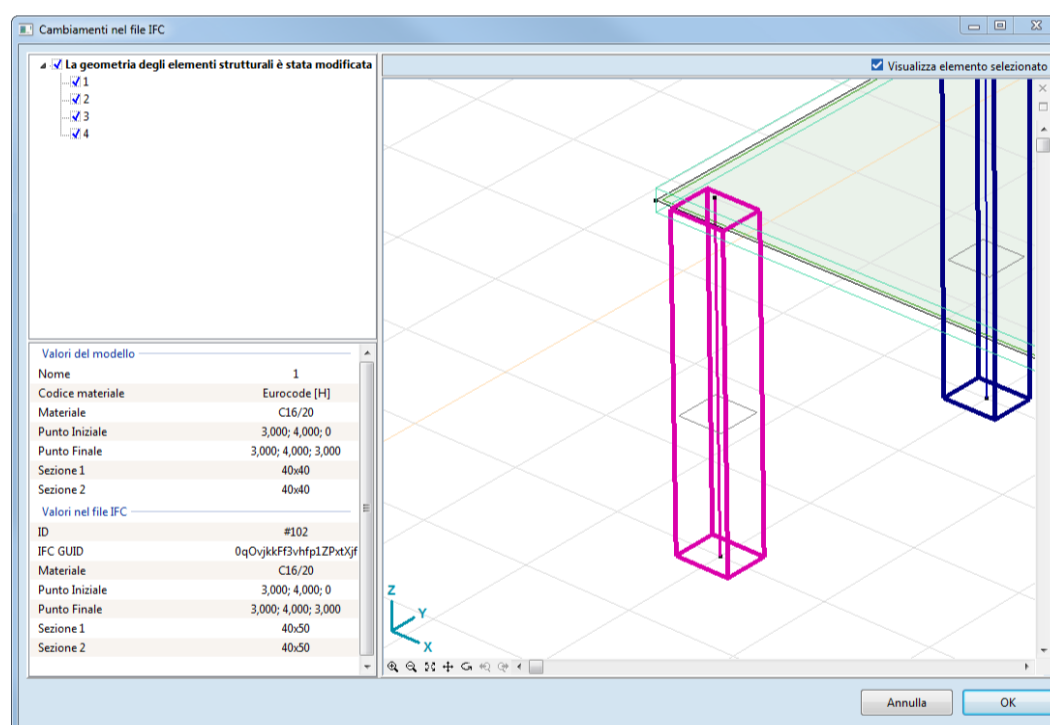 Cambiamenti nel file IFC
La geometria degli elementi strutturali è stata modificata
1
2
3
4
Visualizza elemento selezionato
Valori del modello
Nome 1
Codice materiale Eurocode [H]
Materiale C16/20
Punto Iniziale 3,000; 4,000; 0
Punto Finale 3,000; 4,000; 3,000
Sezione 1 40x40
Sezione 2 40x40
Valori nel file IFC
ID #102
IFC GUID 0qOvjkkFf3vhfp1ZPxtXjf
Materiale C16/20
Punto Iniziale 3,000; 4,000; 0
Punto Finale 3,000; 4,000; 3,000
Sezione 1 40x50
Sezione 2 40x50
Z
Y
X
Annulla
OK